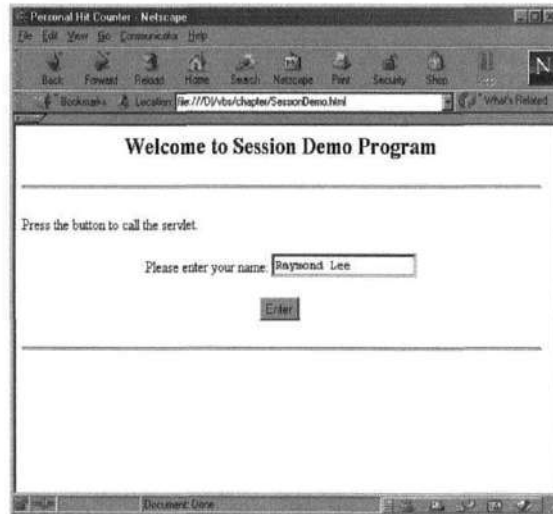 Personal Hit Counter - Netscape
File Edit View Go Communicator Help
Back Forward Reload Home Search Netscape Print Security Shop
Bookmarks Location: file:///D|/vbs/chapter/SessionDemo.html What's Related
Welcome to Session Demo Program
Press the button to call the servlet.
Please enter your name: Raymond Lee
Enter
Document: Done